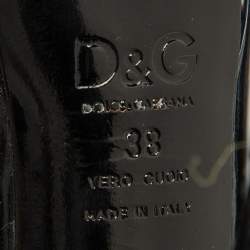 D&G
DOLCE&GABBANA
38
VERO CUOIO
MADE IN ITALY